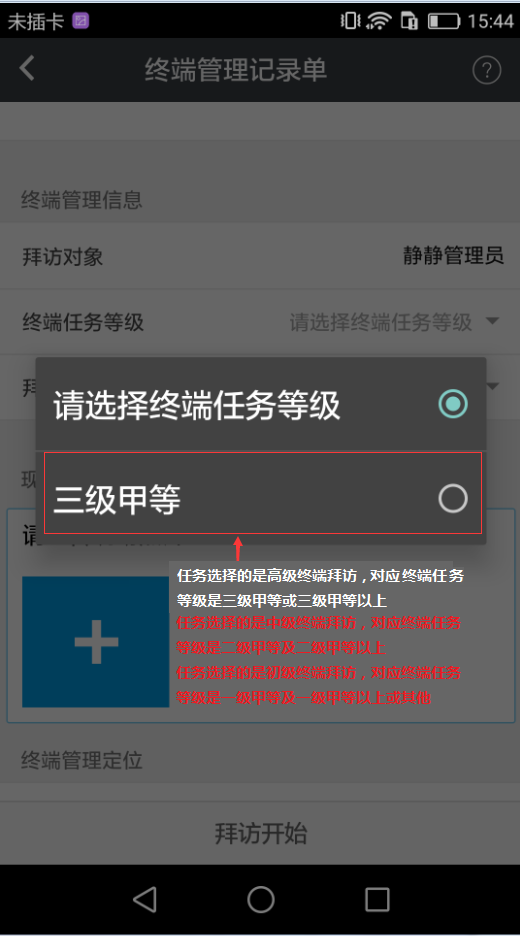 未插卡
15:44
终端管理记录单
?
终端管理信息
拜访对象
静静管理员
终端任务等级
请选择终端任务等级
请选择终端任务等级
三级甲等
任务选择的是高级终端拜访，对应终端任务
等级是三级甲等或三级甲等以上
任务选择的是中级终端拜访，对应终端任务
等级是二级甲等及二级甲等以上
任务选择的是初级终端拜访，对应终端任务
等级是一级甲等及一级甲等以上或其他
终端管理定位
拜访开始